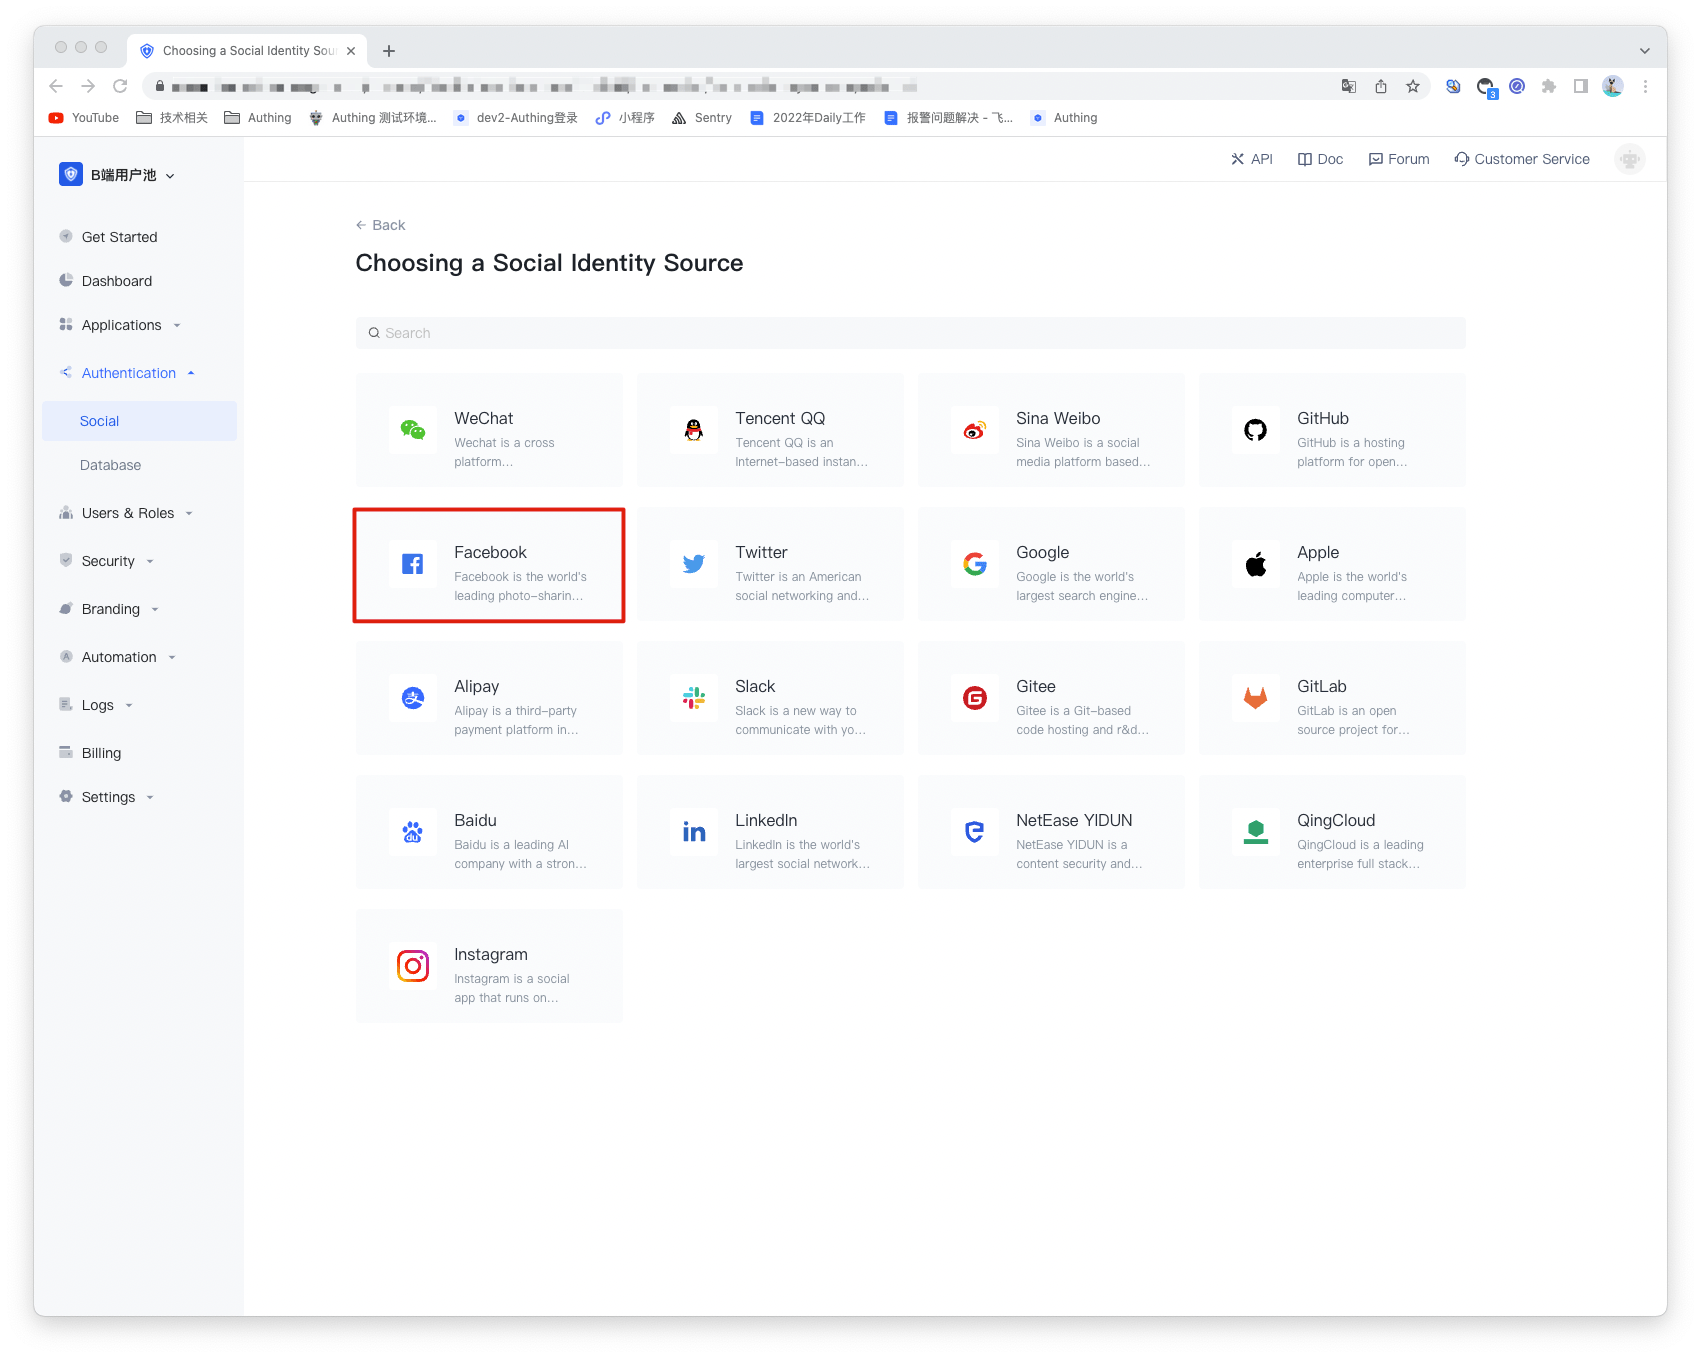 Choosing a Social Identity Sou
YouTube 技术相关 Authing Authing 测试环境... dev2-Authing登录 小程序 Sentry 2022年Daily工作 报警问题解决 - 飞... Authing
3
B端用户池
API Doc Forum Customer Service
Get Started
Dashboard
Applications
Authentication
Social
Database
Users & Roles
Security
Branding
Automation
Logs
Billing
Settings
Back
Choosing a Social Identity Source
Search
WeChat
Wechat is a cross
platform...
Tencent QQ
Tencent QQ is an
Internet-based instan...
Sina Weibo
Sina Weibo is a social
media platform based...
GitHub
GitHub is a hosting
platform for open...
Facebook
Facebook is the world's
leading photo-sharin...
Twitter
Twitter is an American
social networking and...
Google
Google is the world's
largest search engine...
Apple
Apple is the world's
leading computer...
Alipay
Alipay is a third-party
payment platform in...
Slack
Slack is a new way to
communicate with yo...
Gitee
Gitee is a Git-based
code hosting and r&d...
GitLab
GitLab is an open
source project for...
Baidu
Baidu is a leading AI
company with a stron...
LinkedIn
LinkedIn is the world's
largest social network...
NetEase YIDUN
NetEase YIDUN is a
content security and...
QingCloud
QingCloud is a leading
enterprise full stack...
Instagram
Instagram is a social
app that runs on...